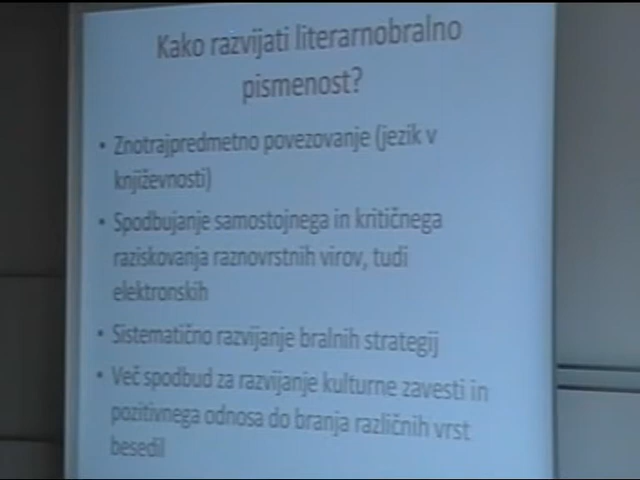 Kako razvijati literarnobralno
pismenost?
• Znotrajpredmetno povezovanje (jezik v
književnosti)
• Spodbujanje samostojnega in kritičnega
raziskovanja raznovrstnih virov, tudi
elektronskih
• Sistematično razvijanje bralnih strategij
• Več spodbud za razvijanje kulturne zavesti in
pozitivnega odnosa do branja različnih vrst
besedil